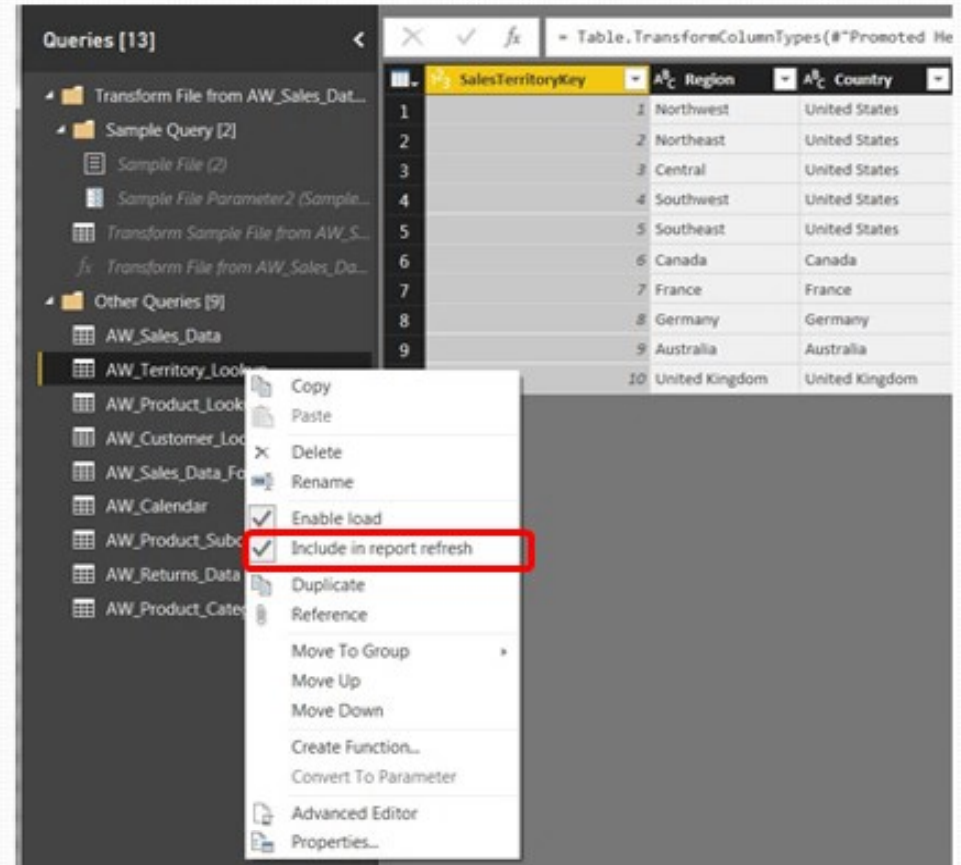 Queries [13]
= Table.TransformColumnTypes(#"Promoted He
SalesTerritoryKey Region Country
1 1 Northwest United States
2 2 Northeast United States
3 3 Central United States
4 4 Southwest United States
5 5 Southeast United States
6 6 Canada Canada
7 7 France France
8 8 Germany Germany
9 9 Australia Australia
10 United Kingdom United Kingdom
Transform File from AW_Sales_Dat...
Sample Query [2]
Sample File (2)
Sample File Parameter2 (Sample...
Transform Sample File from AW_S...
fx Transform File from AW_Sales_Da...
Other Queries [9]
AW_Sales_Data
AW_Territory_Lookup
AW_Product_Look
AW_Customer_Loo
AW_Sales_Data_Fo
AW_Calendar
AW_Product_Subc
AW_Returns_Data
AW_Product_Categ
Copy
Paste
Delete
Rename
Enable load
Include in report refresh
Duplicate
Reference
Move To Group
Move Up
Move Down
Create Function...
Convert To Parameter
Advanced Editor
Properties...